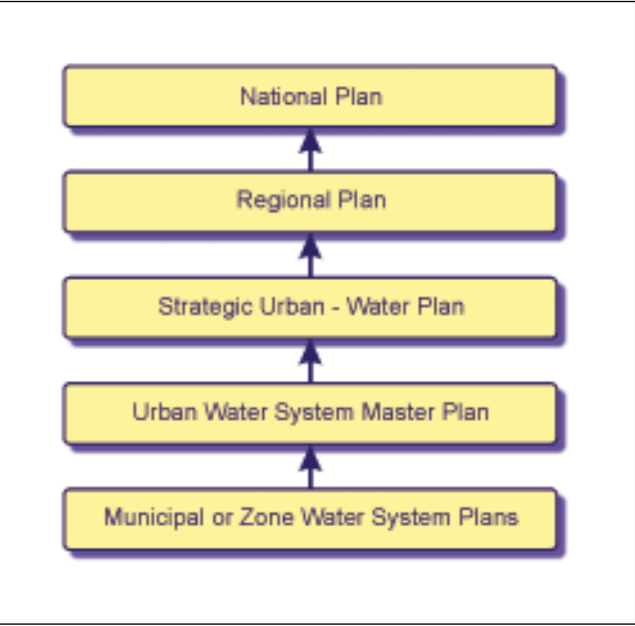 National Plan
Regional Plan
Strategic Urban - Water Plan
Urban Water System Master Plan
Municipal or Zone Water System Plans